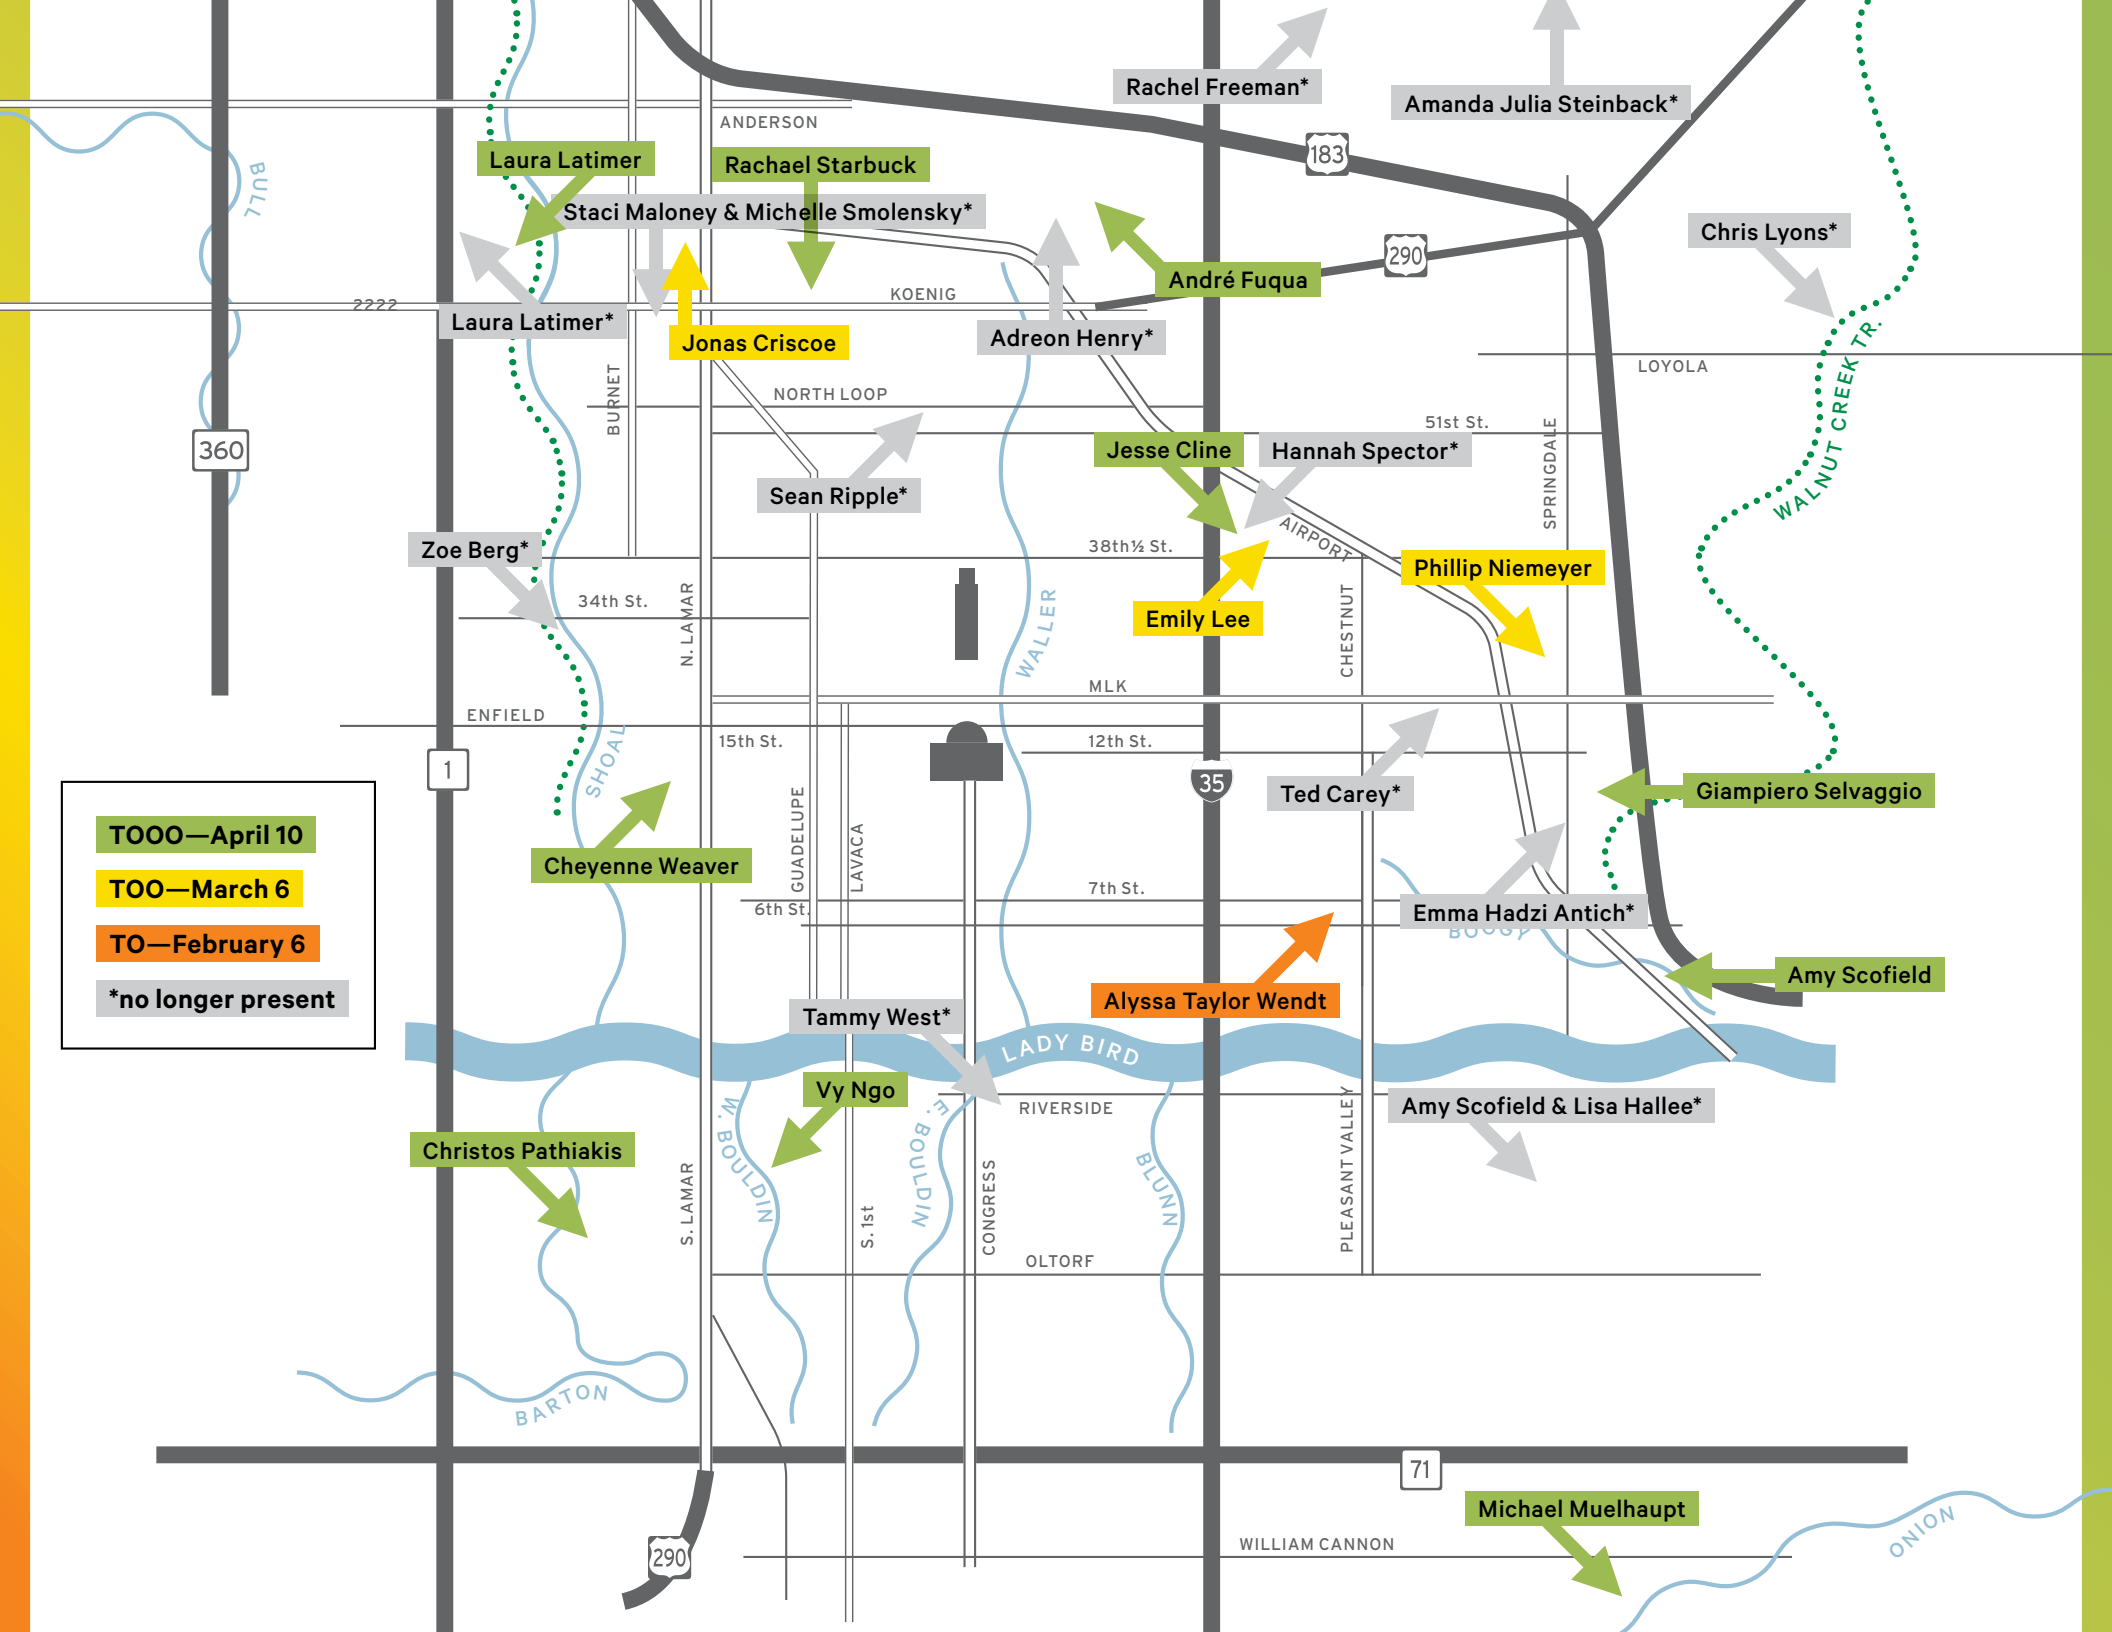 Rachel Freeman*
Amanda Julia Steinback*
ANDERSON
183
Laura Latimer
Rachael Starbuck
BULL
Staci Maloney & Michelle Smolensky*
Chris Lyons*
290
André Fuqua
KOENIG
2222
Laura Latimer*
Jonas Criscoe
Adreon Henry*
LOYOLA
WALNUT CREEK TR.
BURNET
NORTH LOOP
51st St.
SPRINGDALE
360
Jesse Cline
Hannah Spector*
Sean Ripple*
AIRPORT
Zoe Berg*
38th½ St.
Phillip Niemeyer
34th St.
N. LAMAR
WALLER
Emily Lee
CHESTNUT
MLK
ENFIELD
15th St.
12th St.
SHOAL
1
35
Ted Carey*
Giampiero Selvaggio
TOOO—April 10
TOO—March 6
TO—February 6
*no longer present
Cheyenne Weaver
GUADELUPE
LAVACA
7th St.
6th St.
Emma Hadzi Antich*
BOOGY
Amy Scofield
Alyssa Taylor Wendt
Tammy West*
LADY BIRD
Vy Ngo
RIVERSIDE
Amy Scofield & Lisa Hallee*
Christos Pathiakis
W. BOULDIN
E. BOULDIN
BLUNN
PLEASANT VALLEY
S. LAMAR
S. 1st
CONGRESS
OLTORF
BARTON
71
Michael Muelhaupt
ONION
290
WILLIAM CANNON